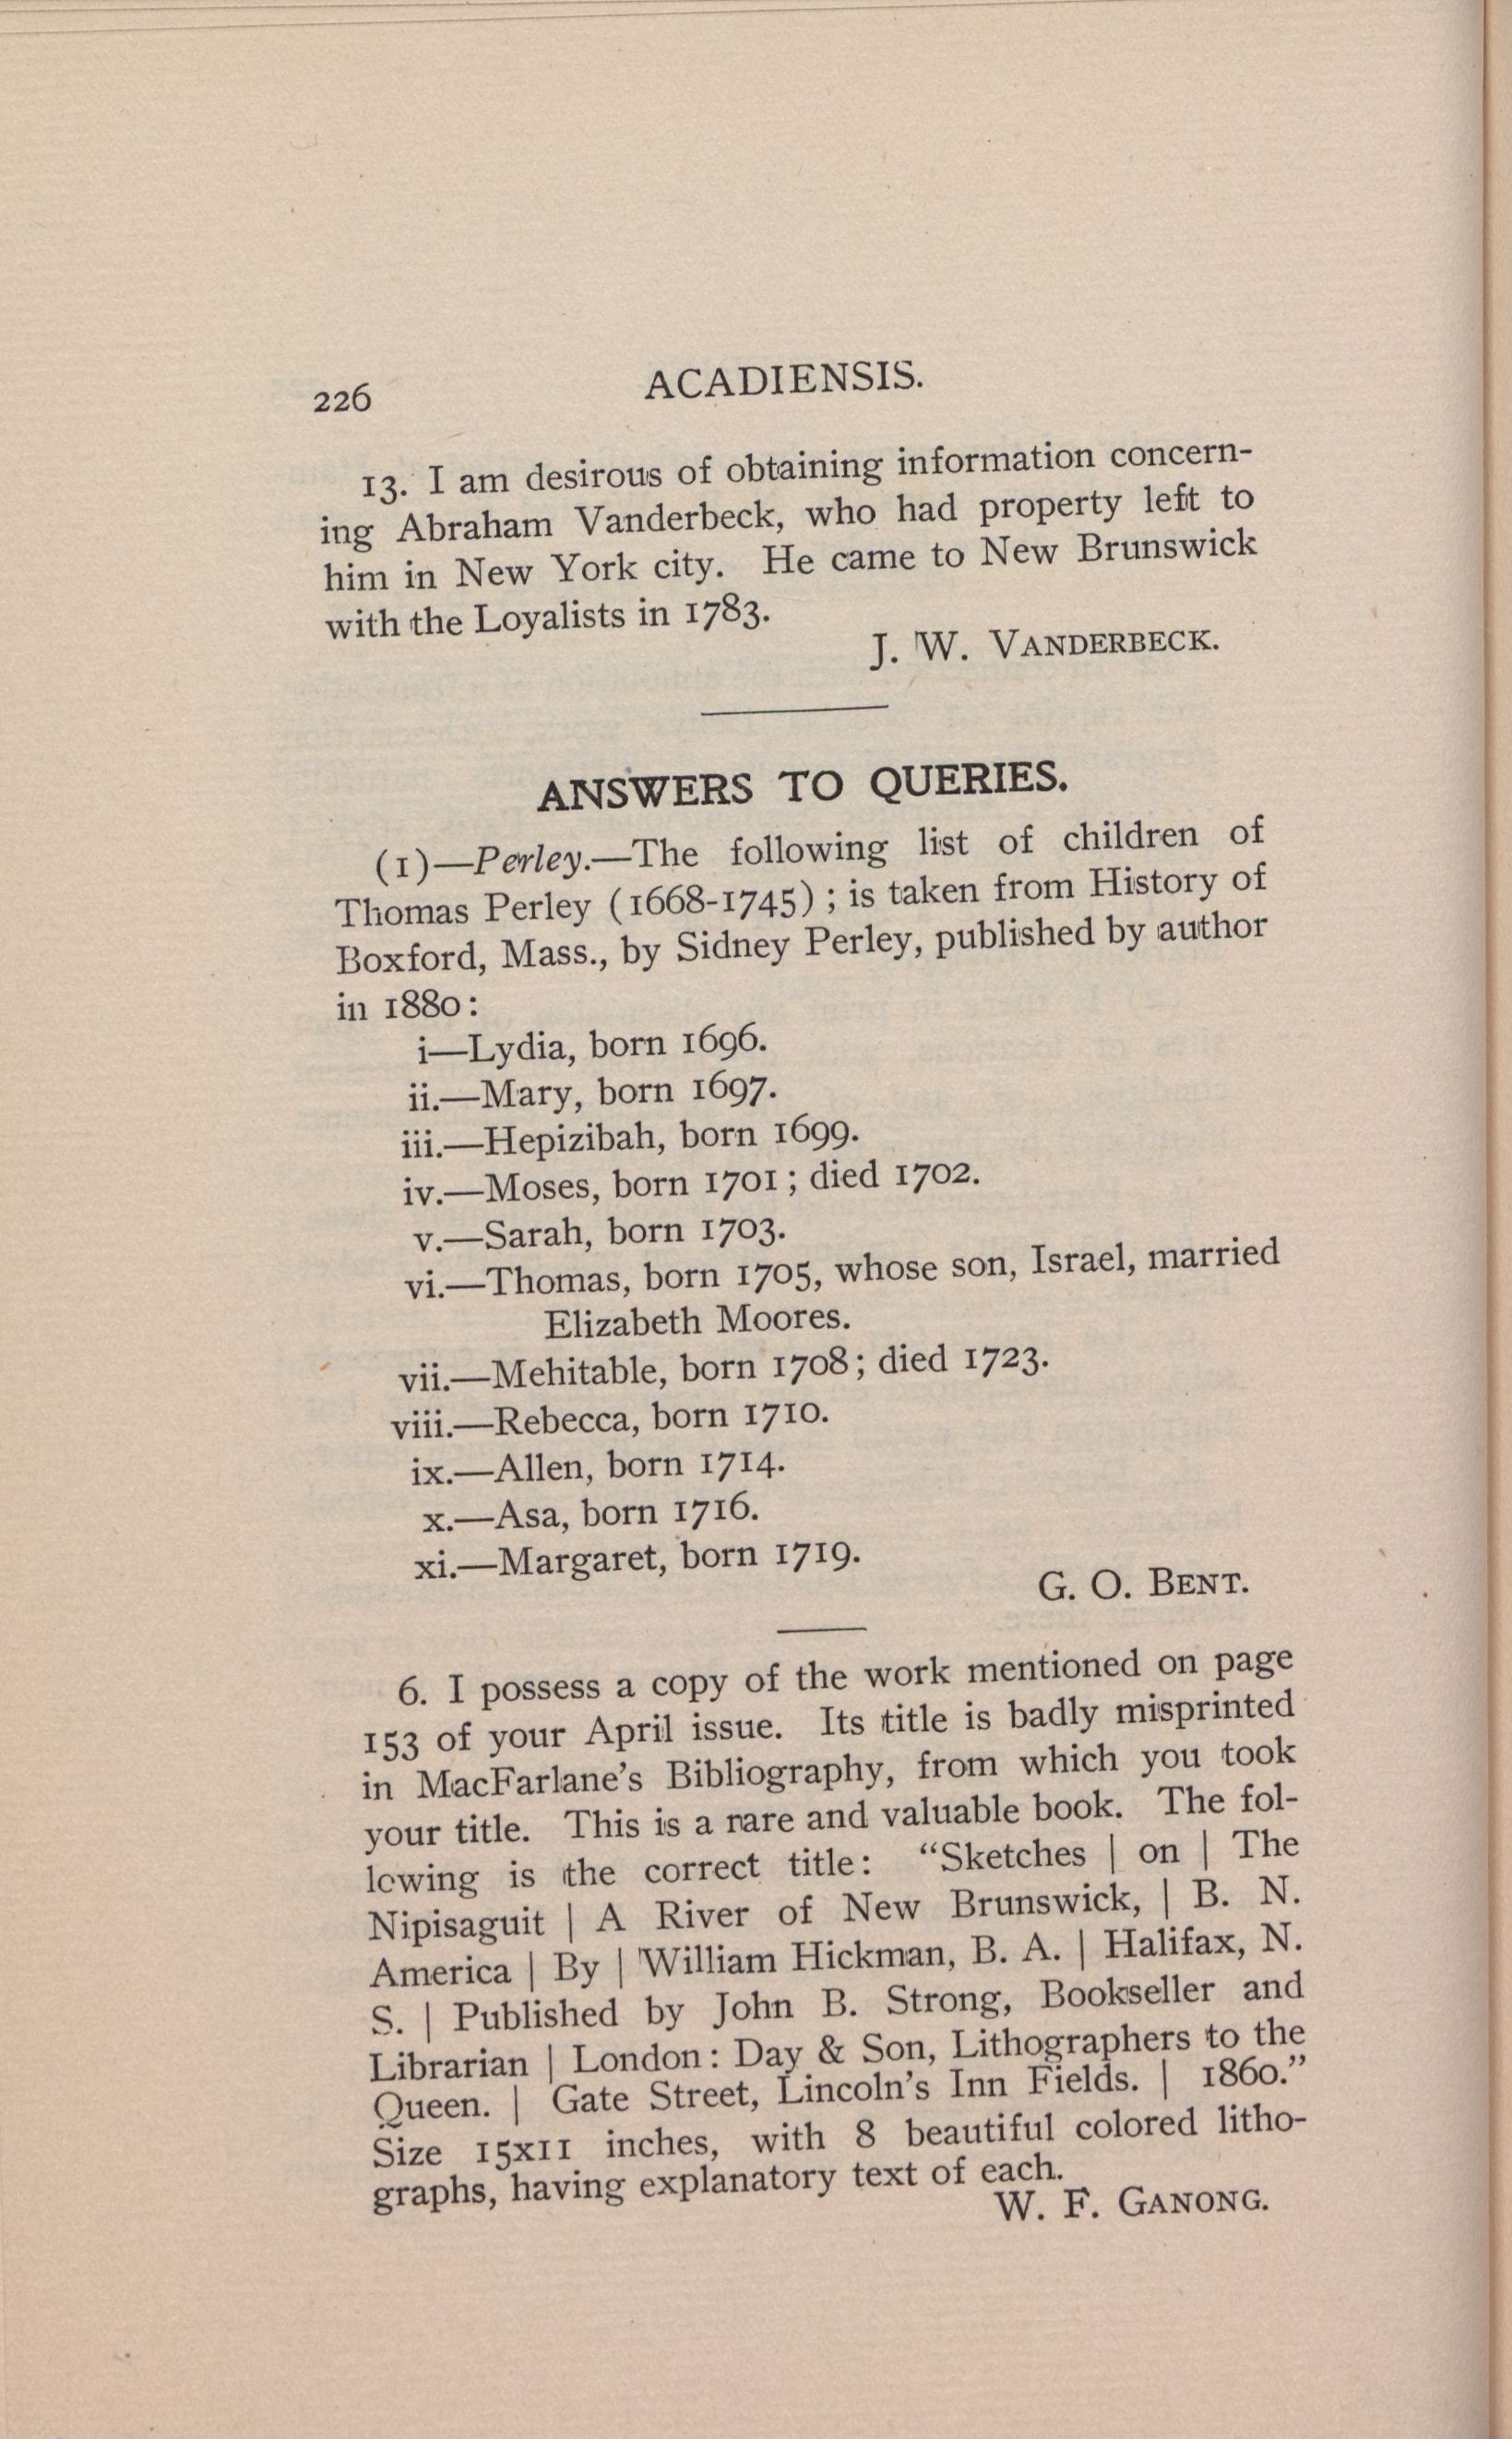 226
ACADIENSIS.
13. I am desirous of obtaining information concern-
ing Abraham Vanderbeck, who had property left to
him in New York city. He came to New Brunswick
with the Loyalists in 1783.
J. W. VANDERBECK.
ANSWERS TO QUERIES.
(1)—Perley.—The following list of children of
Thomas Perley (1668-1745) ; is taken from History of
Boxford, Mass., by Sidney Perley, published by author
in 1880:
i—Lydia, born 1696.
ii.—Mary, born 1697.
iii.—Hepizibah, born 1699.
iv.—Moses, born 1701 ; died 1702.
v.—Sarah, born 1703.
vi.—Thomas, born 1705, whose son, Israel, married
Elizabeth Moores.
vii.—Mehitable, born 1708; died 1723.
viii.—Rebecca, born 1710.
ix.—Allen, born 1714.
x.—Asa, born 1716.
xi.—Margaret, born 1719.
G. O. BENT.
6. I possess a copy of the work mentioned on page
153 of your April issue. Its title is badly misprinted
in MacFarlane's Bibliography, from which you took
your title. This is a rare and valuable book. The fol-
lowing is the correct title: “Sketches | on | The
Nipisaguit | A River of New Brunswick, | B. N.
America | By | William Hickman, B. A. | Halifax, N.
S. | Published by John B. Strong, Bookseller and
Librarian | London: Day & Son, Lithographers to the
Queen. | Gate Street, Lincoln's Inn Fields. | 1860.”
Size 15x11 inches, with 8 beautiful colored litho-
graphs, having explanatory text of each.
W. F. GANONG.